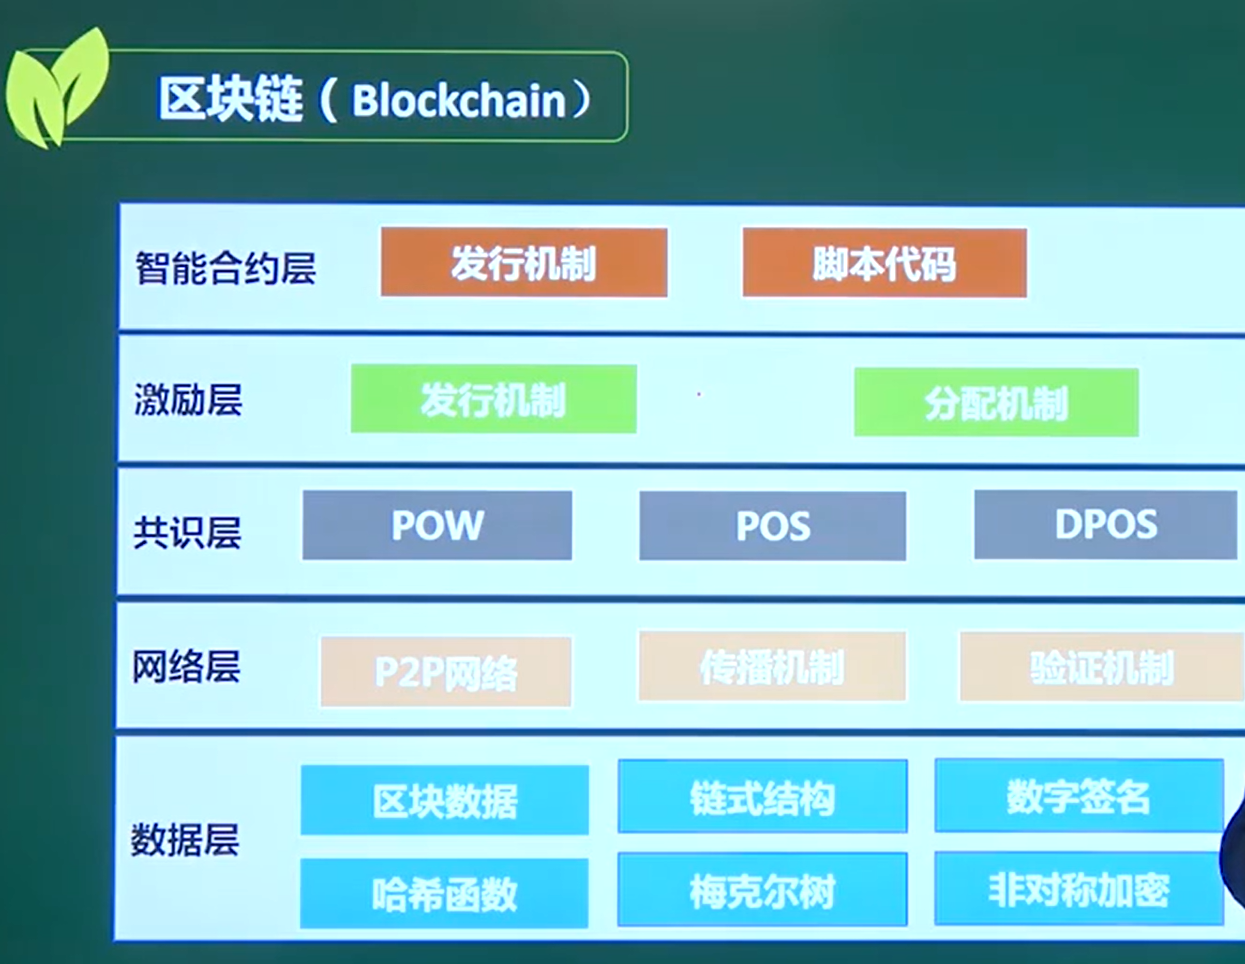 区块链（Blockchain）
智能合约层 发行机制 脚本代码
激励层 发行机制 分配机制
共识层 POW POS DPOS
网络层 P2P网络 传播机制 验证机制
数据层
区块数据 链式结构 数字签名
哈希函数 梅克尔树 非对称加密